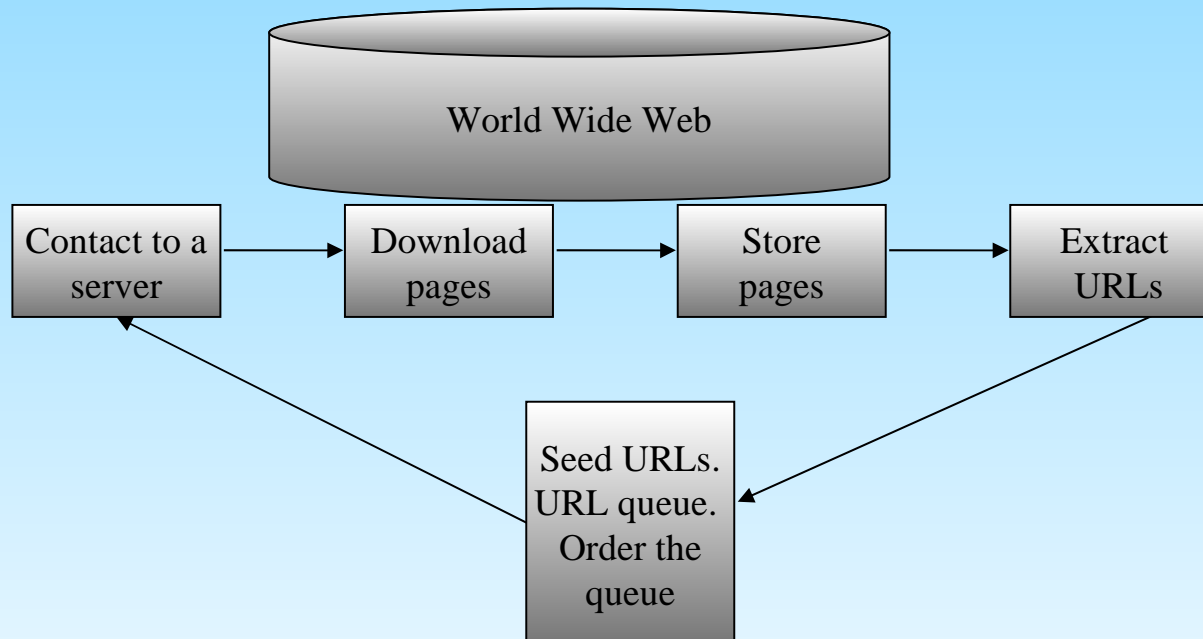 World Wide Web
Contact to a
server
Download
pages
Store
pages
Extract
URLs
Seed URLs.
URL queue.
Order the
queue